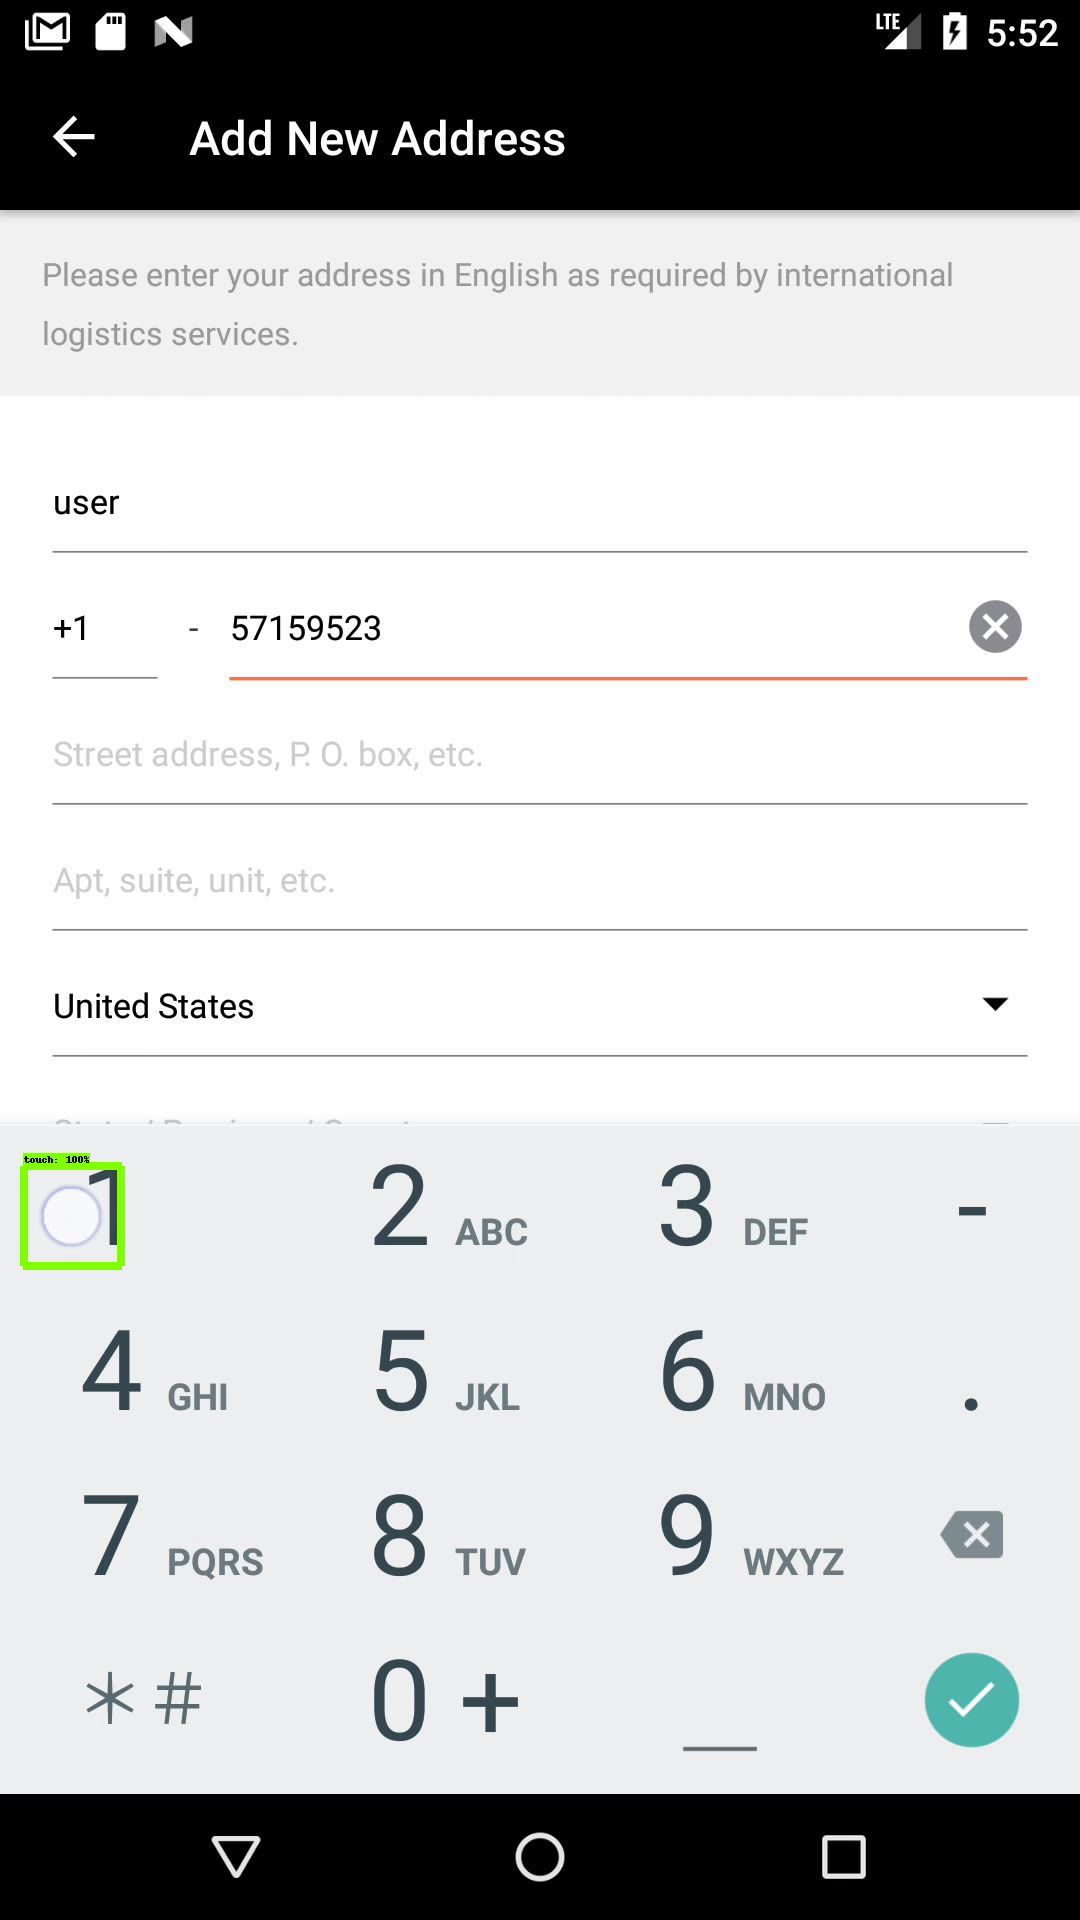 LTE 5:52
Add New Address
Please enter your address in English as required by international
logistics services.
user
+1 - 57159523
Street address, P. O. box, etc.
Apt, suite, unit, etc.
United States
touch: 100%
1 2 ABC 3 DEF -
4 GHI 5 JKL 6 MNO .
7 PQRS 8 TUV 9 WXYZ
*# 0 +